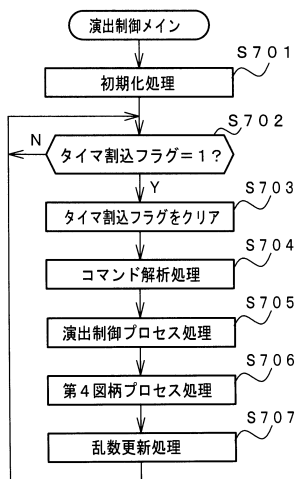 演出制御メイン
S701
初期化処理
S702
N
タイマ割込フラグ=1?
Y
S703
タイマ割込フラグをクリア
S704
コマンド解析処理
S705
演出制御プロセス処理
S706
第4図柄プロセス処理
S707
乱数更新処理